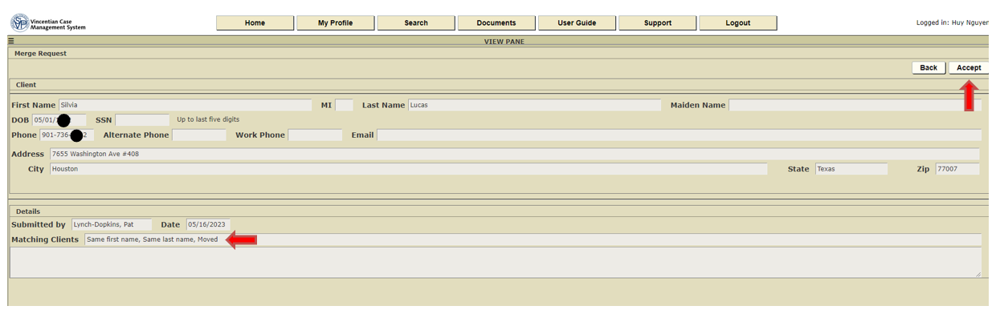 SVP Vincentian Case
Management System
Home My Profile Search Documents User Guide Support Logout Logged in: Huy Nguyen
VIEW PANE
Merge Request
Back Accept
Client
First Name Silvia MI Last Name Lucas Maiden Name
DOB 05/01/ SSN Up to last five digits
Phone 901-736- 2 Alternate Phone Work Phone Email
Address 7655 Washington Ave #408
City Houston State Texas Zip 77007
Details
Submitted by Lynch-Dopkins, Pat Date 05/16/2023
Matching Clients Same first name, Same last name, Moved